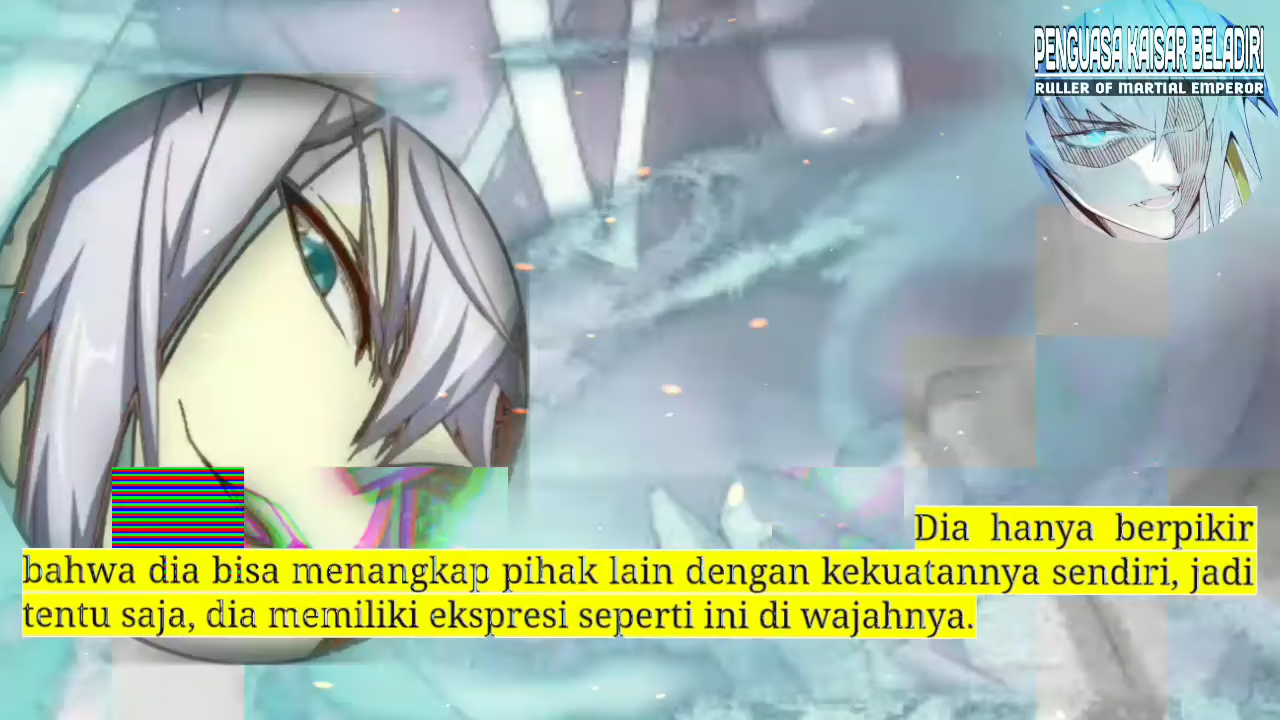 PENGUASA KAISAR BELADIRI
RULLER OF MARTIAL EMPEROR
Dia hanya berpikir
bahwa dia bisa menangkap pihak lain dengan kekuatannya sendiri, jadi
tentu saja, dia memiliki ekspresi seperti ini di wajahnya.